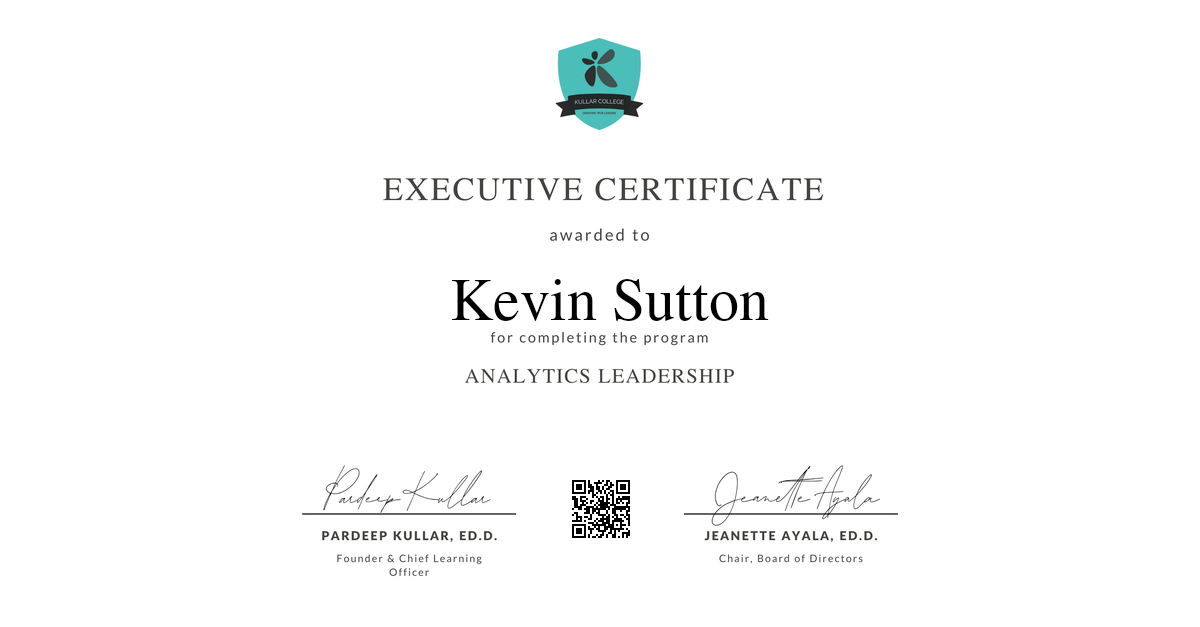 KULLAR COLLEGE
EXECUTIVE CERTIFICATE
awarded to
Kevin Sutton
for completing the program
ANALYTICS LEADERSHIP
Pardeep Kullar
Jeanette Ayala
PARDEEP KULLAR, ED.D.
JEANETTE AYALA, ED.D.
Founder & Chief Learning
Officer
Chair, Board of Directors